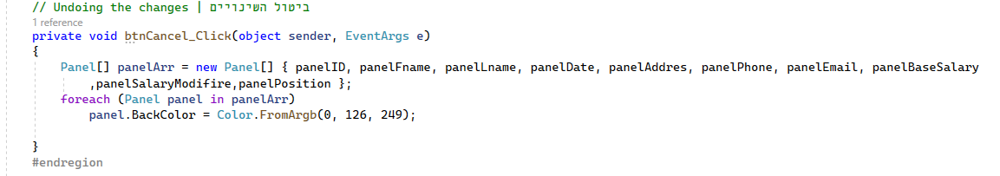 // Undoing the changes | ביטול השינויים
1 reference
private void btnCancel_Click(object sender, EventArgs e)
{
Panel[] panelArr = new Panel[] { panelID, panelFname, panelLname, panelDate, panelAddres, panelPhone, panelEmail, panelBaseSalary
,panelSalaryModifire,panelPosition };
foreach (Panel panel in panelArr)
panel.BackColor = Color.FromArgb(0, 126, 249);
}
#endregion